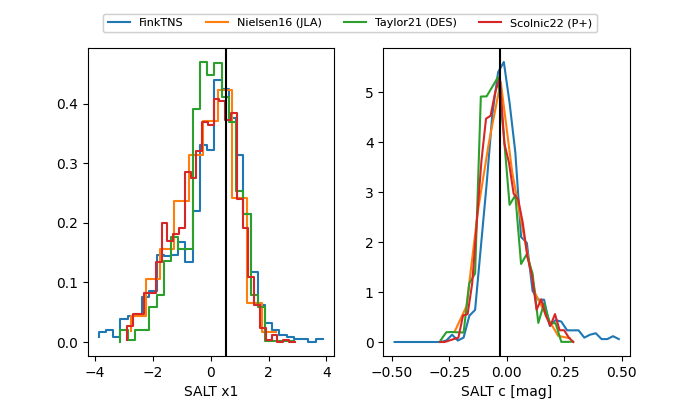 FinkTNS Nielsen16 (JLA) Taylor21 (DES) Scolnic22 (P+)
0.4
0.3
0.2
0.1
0.0
−4 −2 0 2 4
SALT x1
5
4
3
2
1
0
−0.50 −0.25 0.00 0.25 0.50
SALT c [mag]